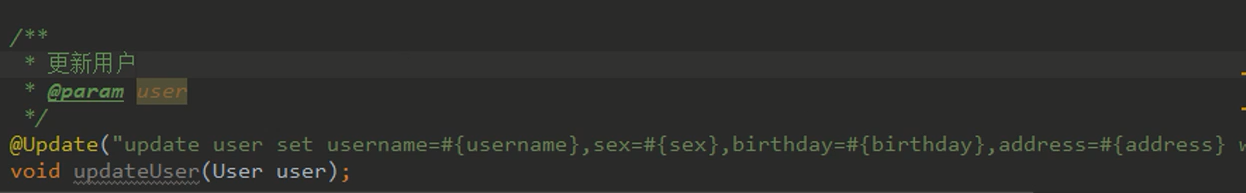 /**
* 更新用户
* @param user
*/
@Update("update user set username=#{username},sex=#{sex},birthday=#{birthday},address=#{address} w
void updateUser(User user);